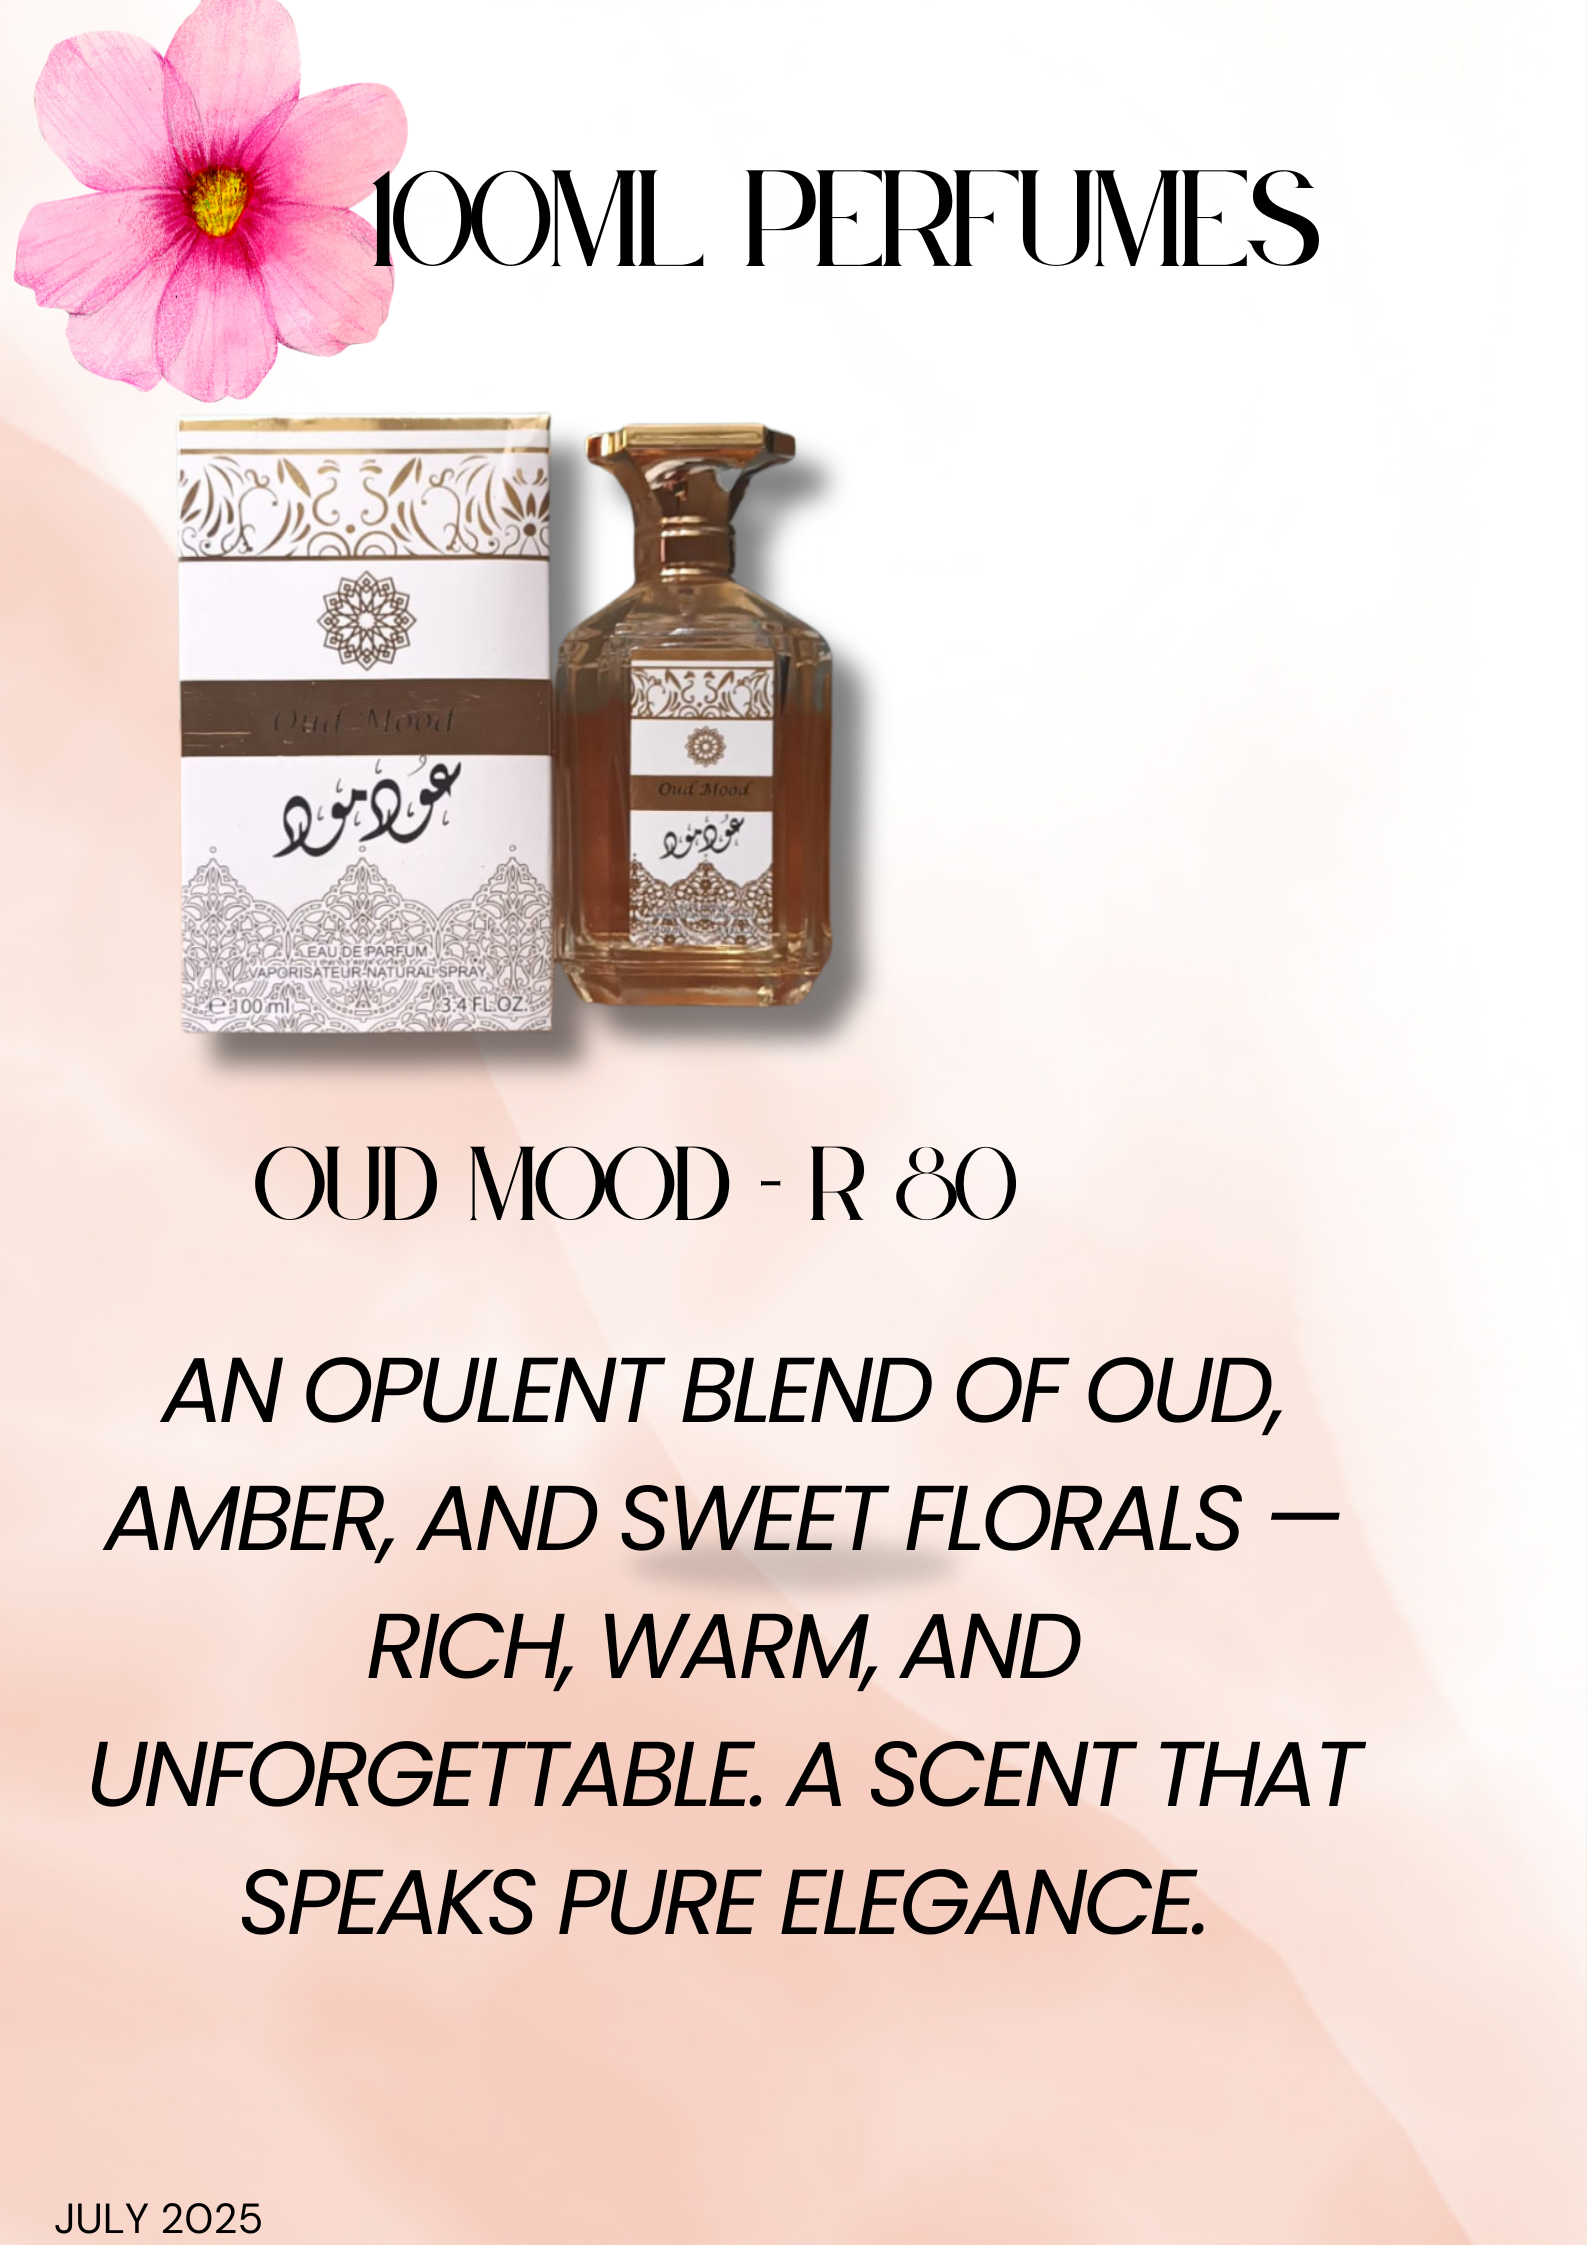 100ML PERFUMES
Oud Mood
عود مود
EAU DE PARFUM
VAPORISATEUR NATURAL SPRAY
℮ 100 ml 3.4 FL.OZ.
Oud Mood
عود مود
OUD MOOD - R 80
AN OPULENT BLEND OF OUD,
AMBER, AND SWEET FLORALS —
RICH, WARM, AND
UNFORGETTABLE. A SCENT THAT
SPEAKS PURE ELEGANCE.
JULY 2025